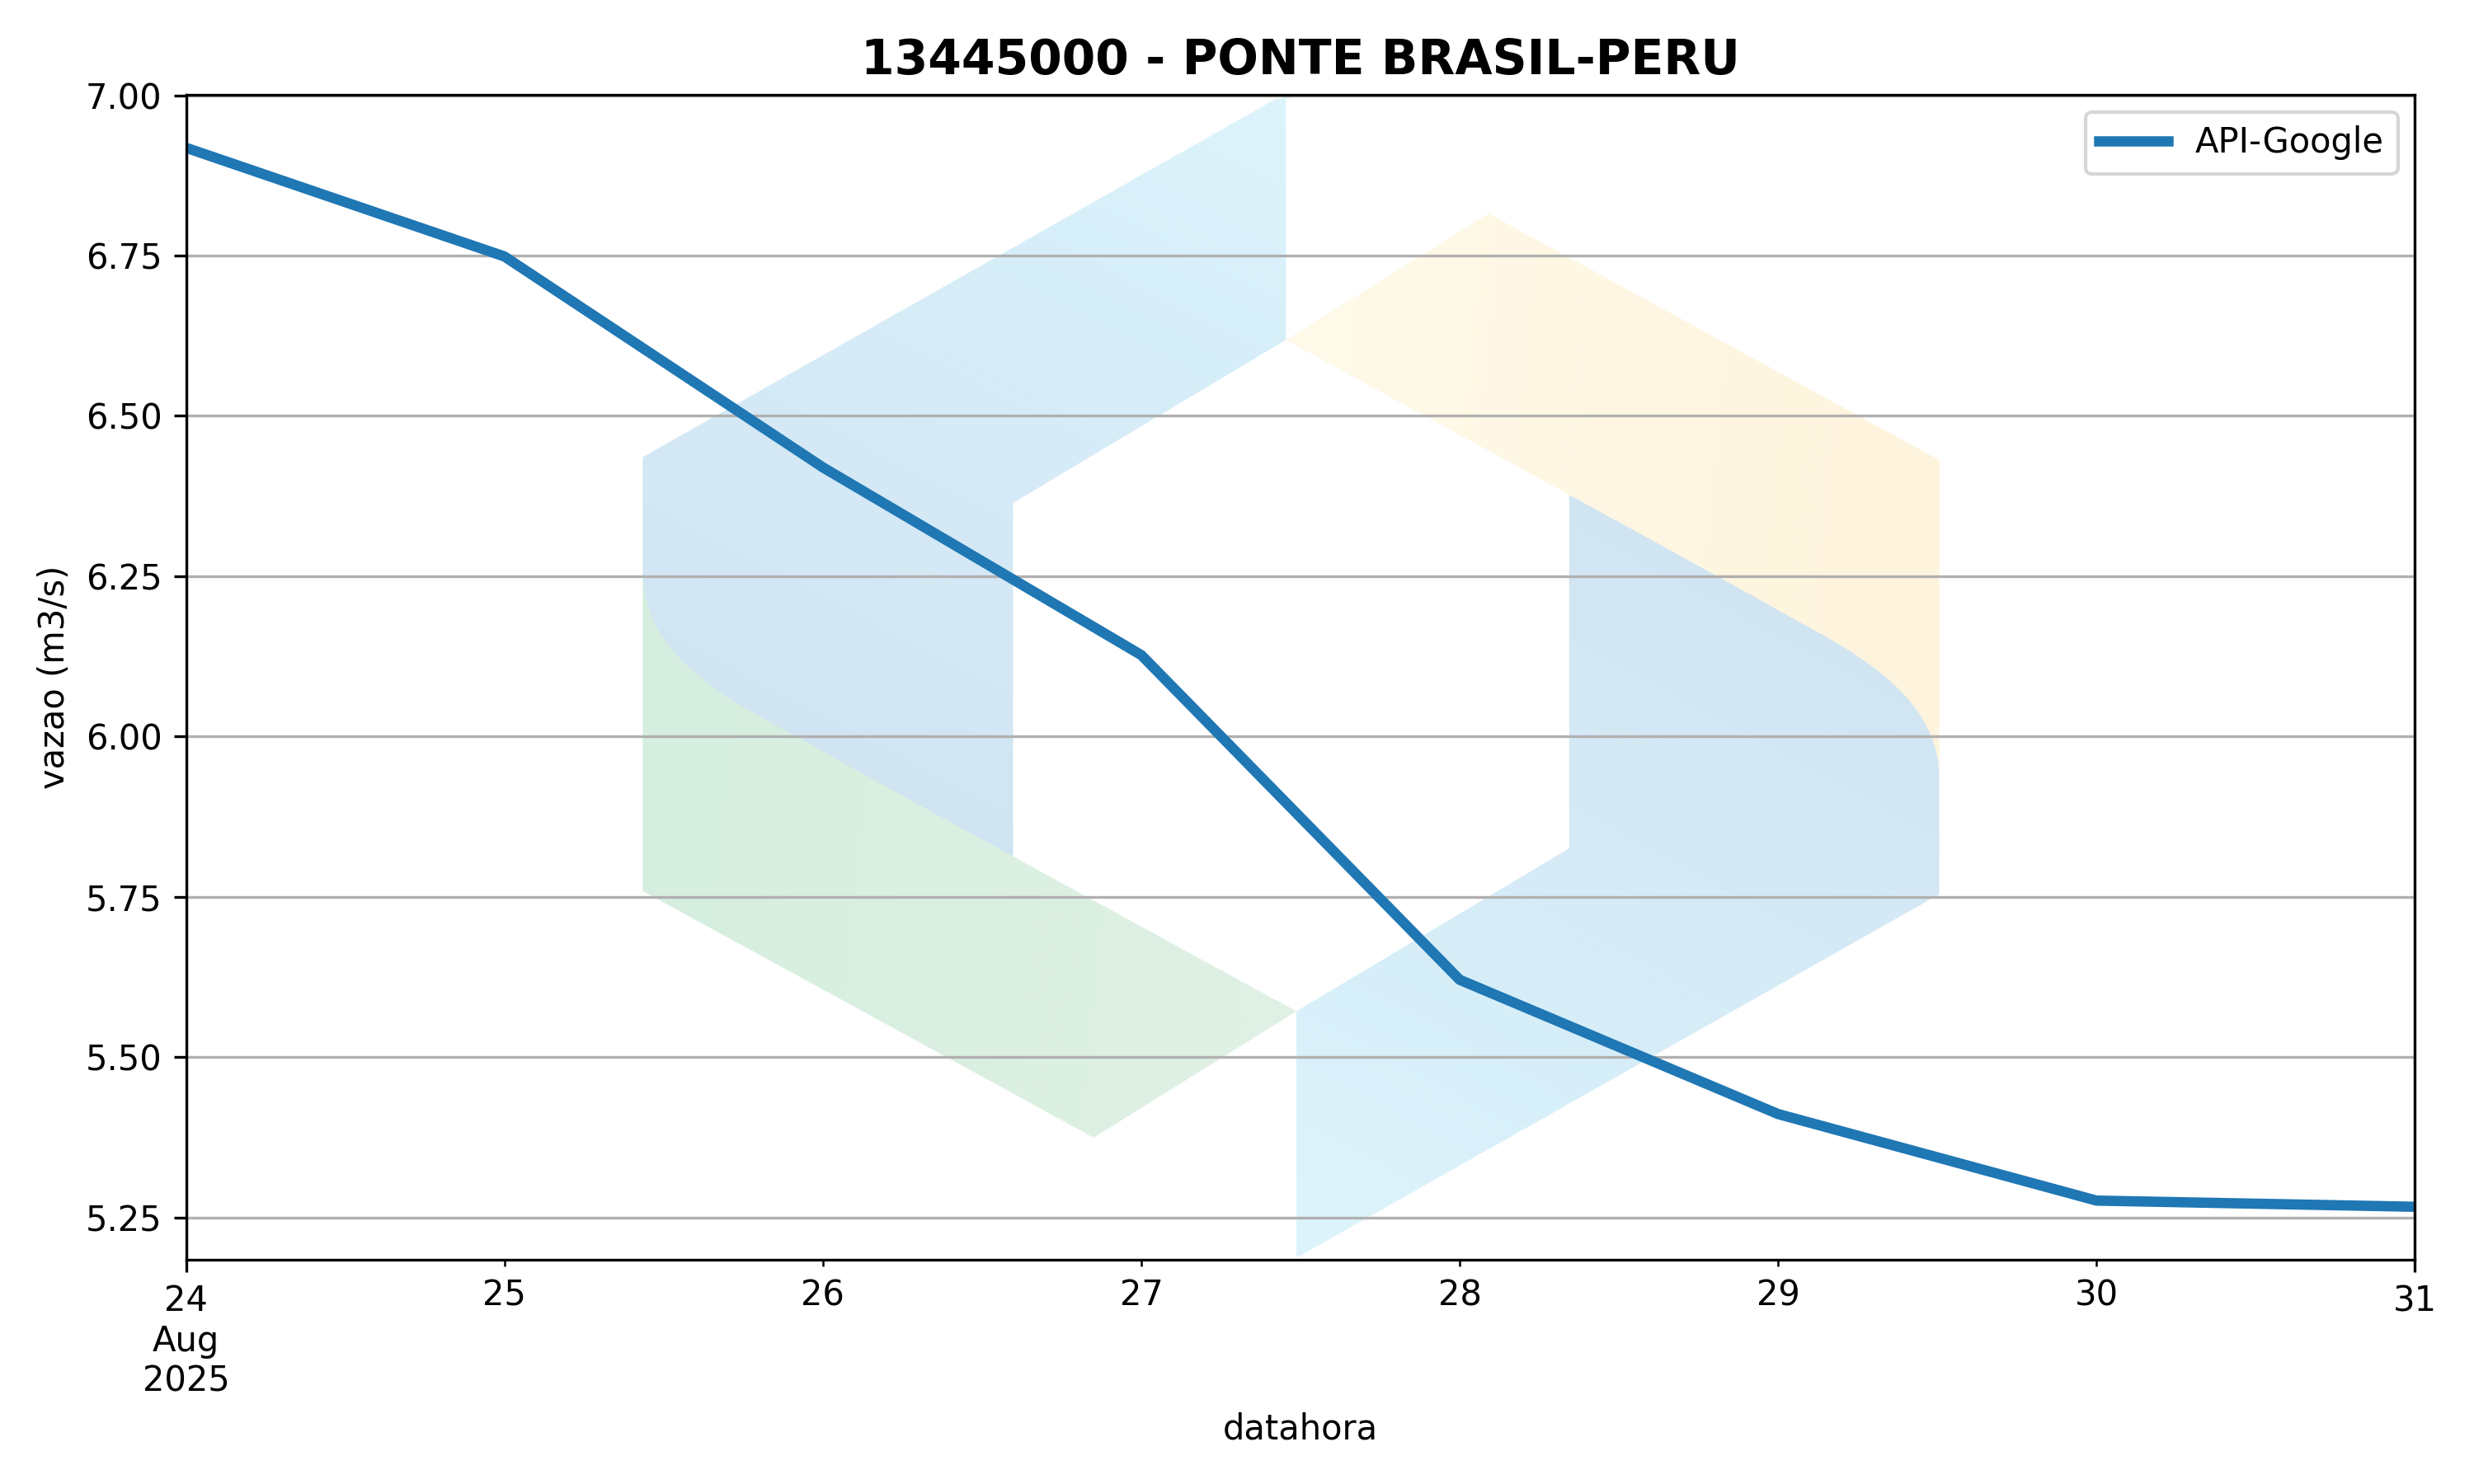 13445000 - PONTE BRASIL-PERU
API-Google
vazao (m3/s)
7.00
6.75
6.50
6.25
6.00
5.75
5.50
5.25
24 25 26 27 28 29 30 31
Aug
2025
datahora